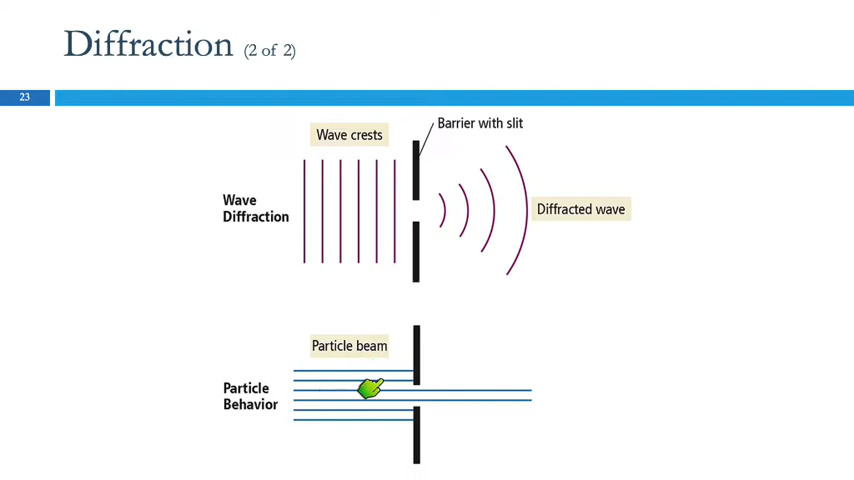 Diffraction (2 of 2)
23
Wave crests
Barrier with slit
Wave
Diffraction
Diffracted wave
Particle beam
Particle
Behavior